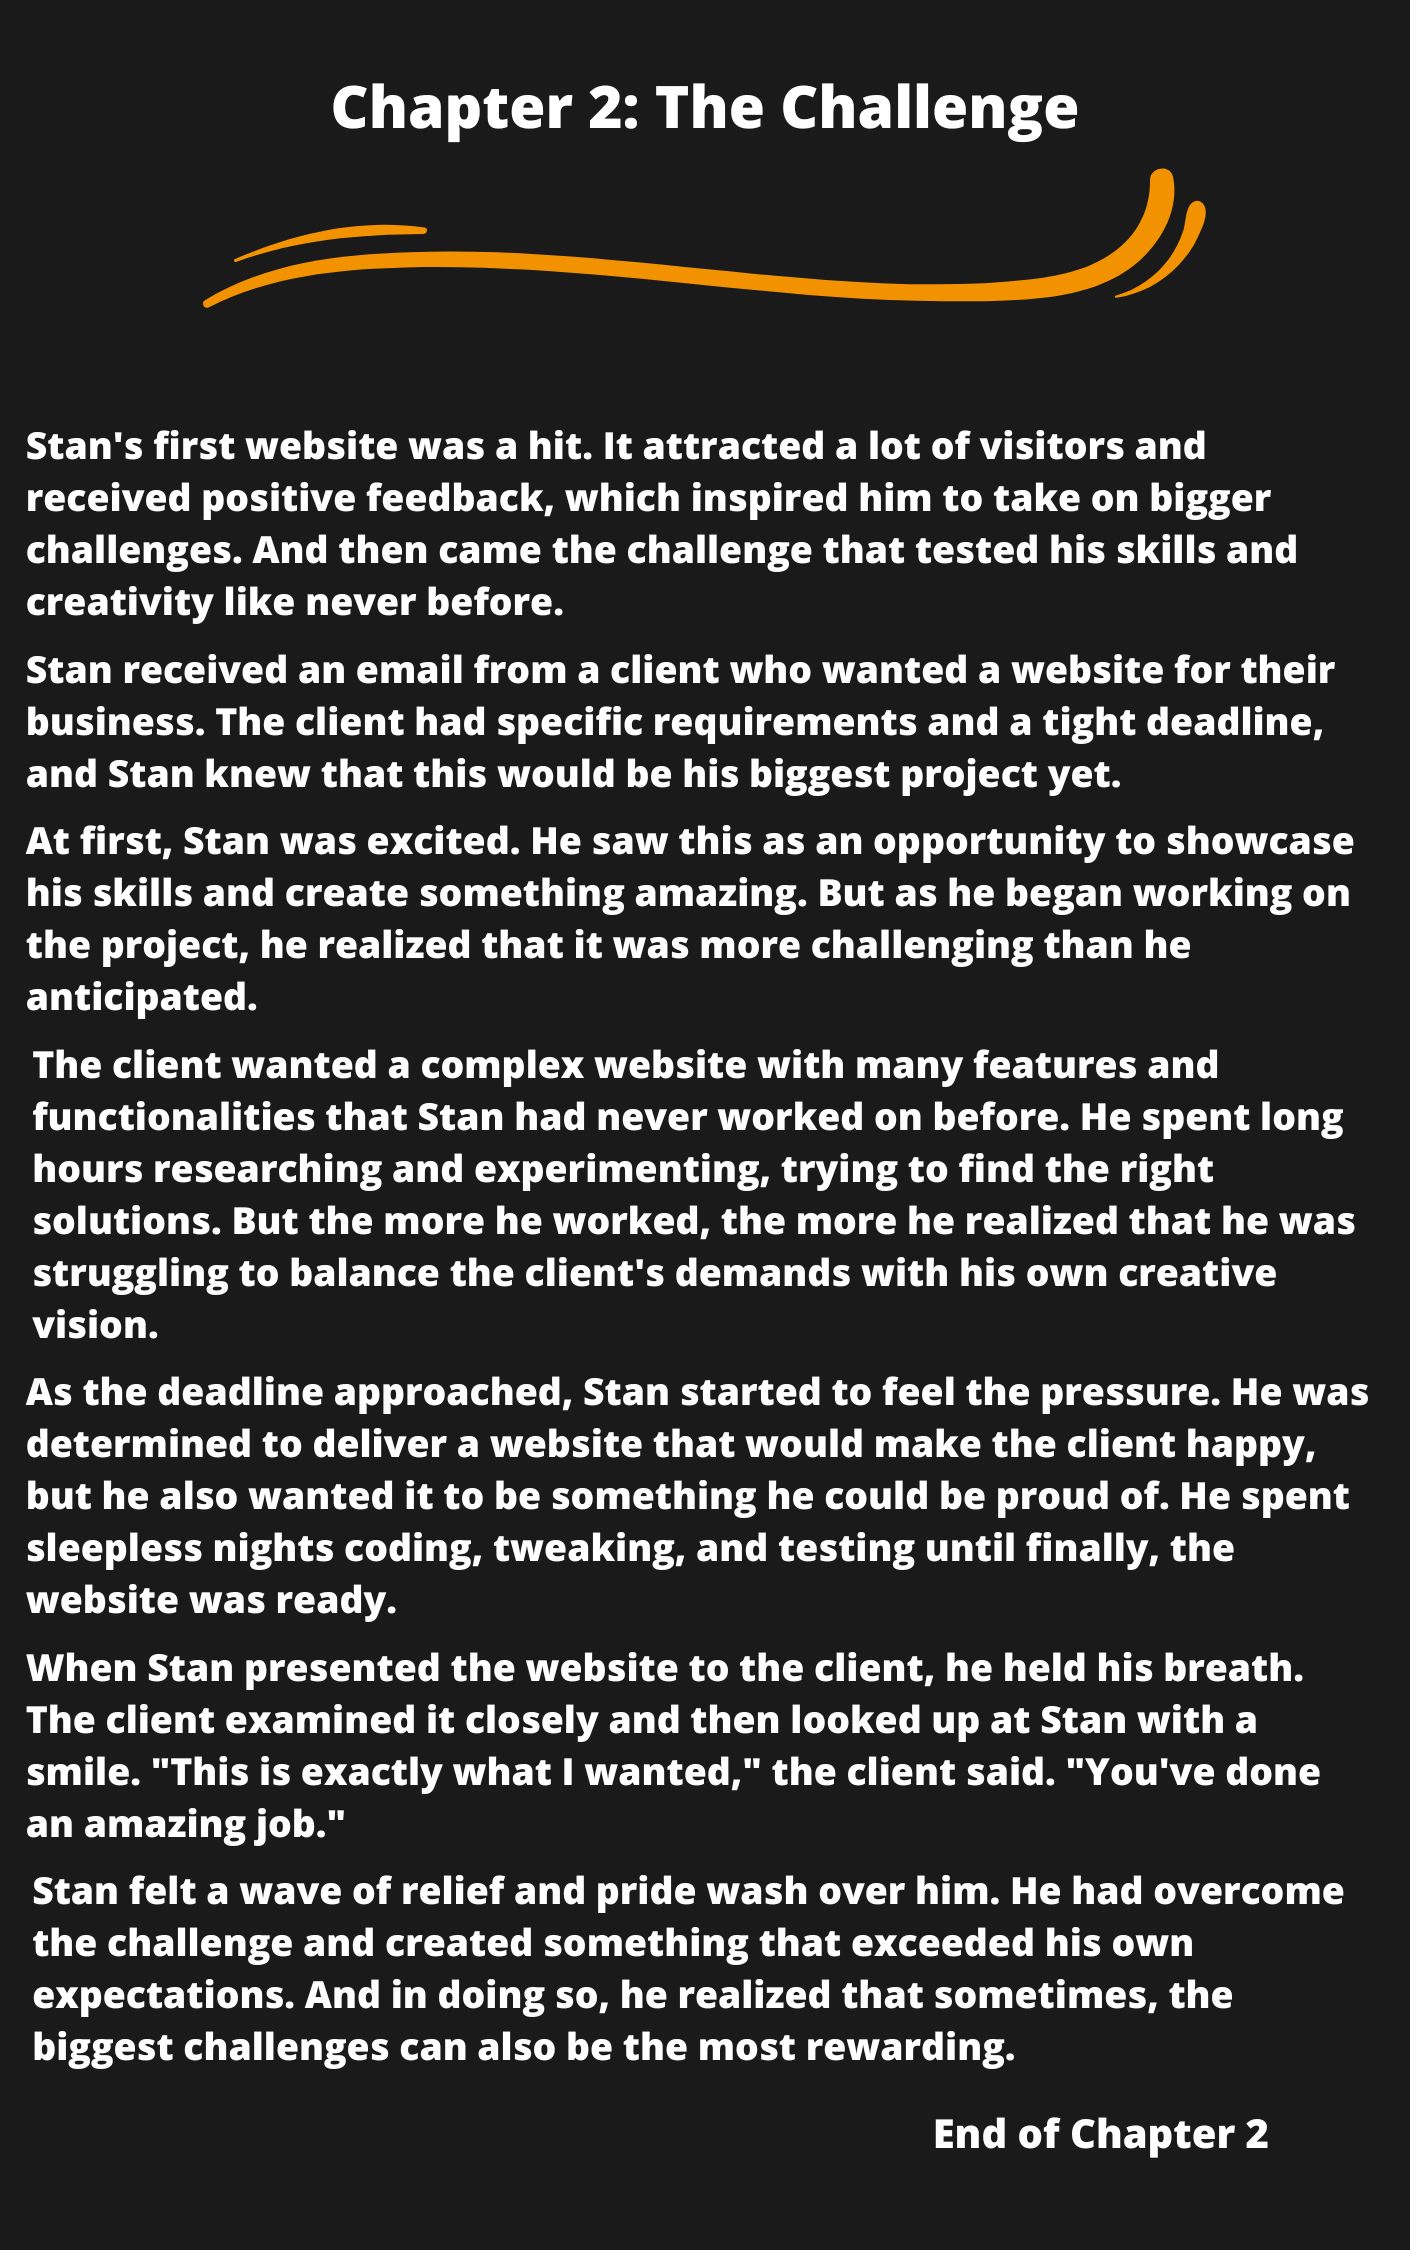 Chapter 2: The Challenge
Stan's first website was a hit. It attracted a lot of visitors and
received positive feedback, which inspired him to take on bigger
challenges. And then came the challenge that tested his skills and
creativity like never before.
Stan received an email from a client who wanted a website for their
business. The client had specific requirements and a tight deadline,
and Stan knew that this would be his biggest project yet.
At first, Stan was excited. He saw this as an opportunity to showcase
his skills and create something amazing. But as he began working on
the project, he realized that it was more challenging than he
anticipated.
The client wanted a complex website with many features and
functionalities that Stan had never worked on before. He spent long
hours researching and experimenting, trying to find the right
solutions. But the more he worked, the more he realized that he was
struggling to balance the client's demands with his own creative
vision.
As the deadline approached, Stan started to feel the pressure. He was
determined to deliver a website that would make the client happy,
but he also wanted it to be something he could be proud of. He spent
sleepless nights coding, tweaking, and testing until finally, the
website was ready.
When Stan presented the website to the client, he held his breath.
The client examined it closely and then looked up at Stan with a
smile. "This is exactly what I wanted," the client said. "You've done
an amazing job."
Stan felt a wave of relief and pride wash over him. He had overcome
the challenge and created something that exceeded his own
expectations. And in doing so, he realized that sometimes, the
biggest challenges can also be the most rewarding.
End of Chapter 2